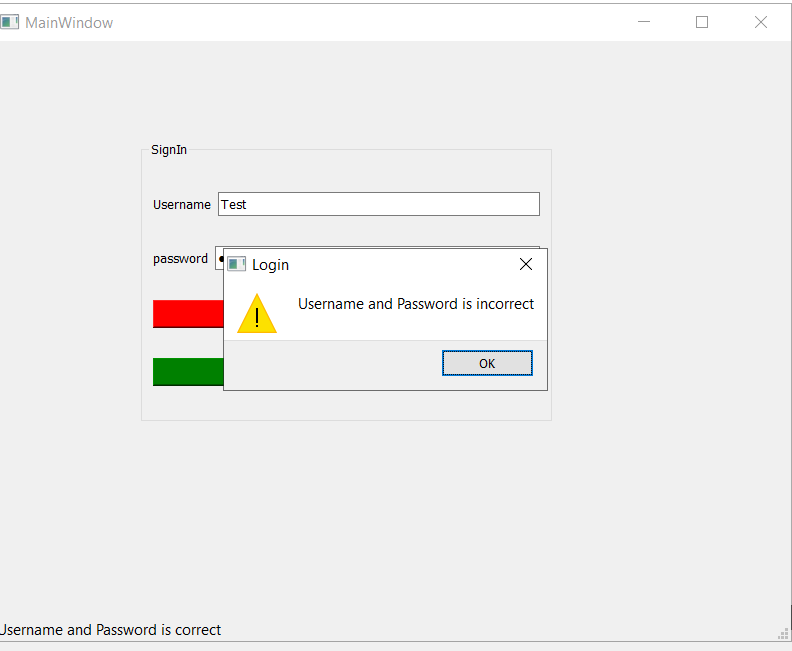 MainWindow
SignIn
Username Test
password
Login
Username and Password is incorrect
OK
Username and Password is correct